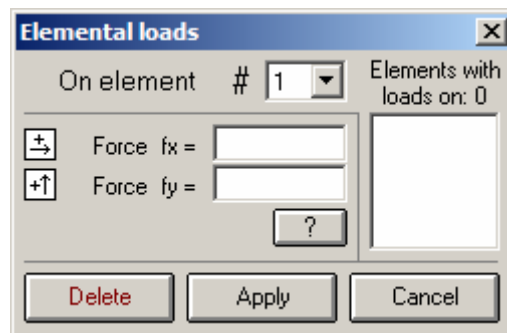 Elemental loads
On element # 1
Elements with
loads on: 0
+→ Force fx =
+↑ Force fy =
?
Delete Apply Cancel